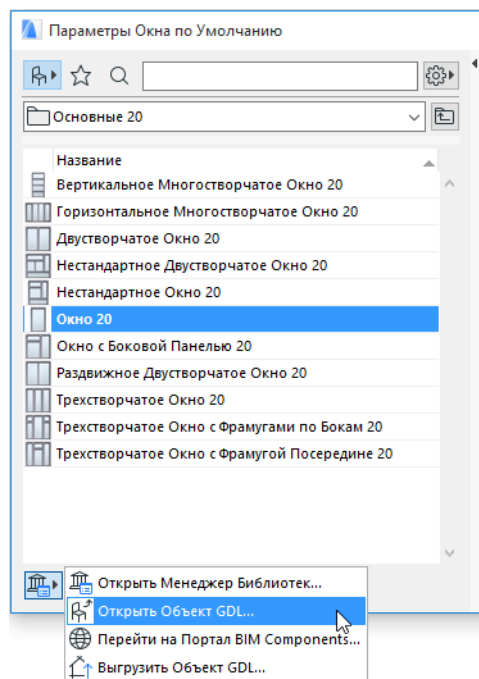 Параметры Окна по Умолчанию
Основные 20
Название
Вертикальное Многостворчатое Окно 20
Горизонтальное Многостворчатое Окно 20
Двустворчатое Окно 20
Нестандартное Двустворчатое Окно 20
Нестандартное Окно 20
Окно 20
Окно с Боковой Панелью 20
Раздвижное Двустворчатое Окно 20
Трехстворчатое Окно 20
Трехстворчатое Окно с Фрамугами по Бокам 20
Трехстворчатое Окно с Фрамугой Посередине 20
Открыть Менеджер Библиотек...
Открыть Объект GDL...
Перейти на Портал BIM Components...
Выгрузить Объект GDL...